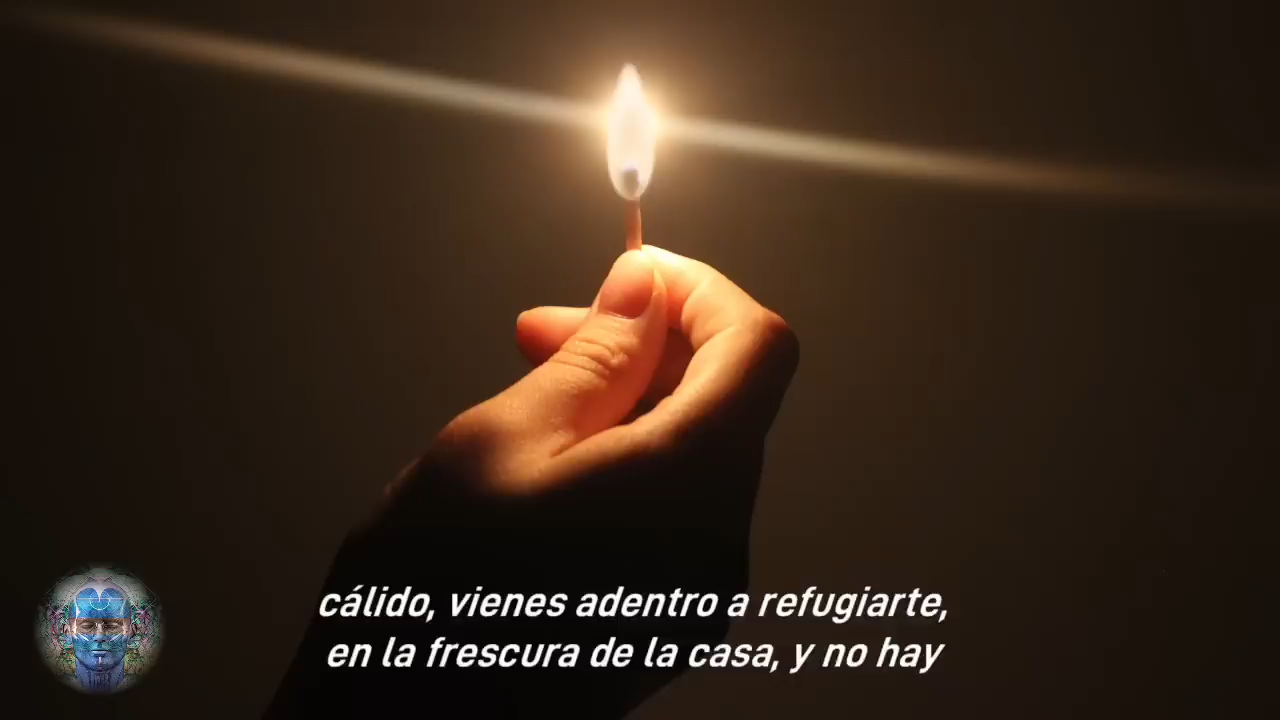 cálido, vienes adentro a refugiarte,
en la frescura de la casa, y no hay